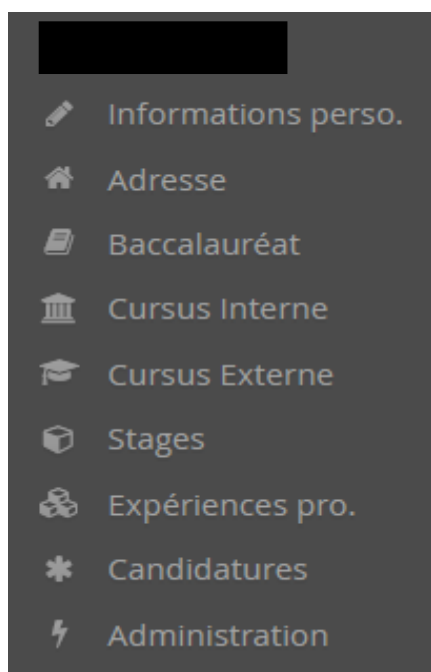 Informations perso.
Adresse
Baccalauréat
Cursus Interne
Cursus Externe
Stages
Expériences pro.
Candidatures
Administration